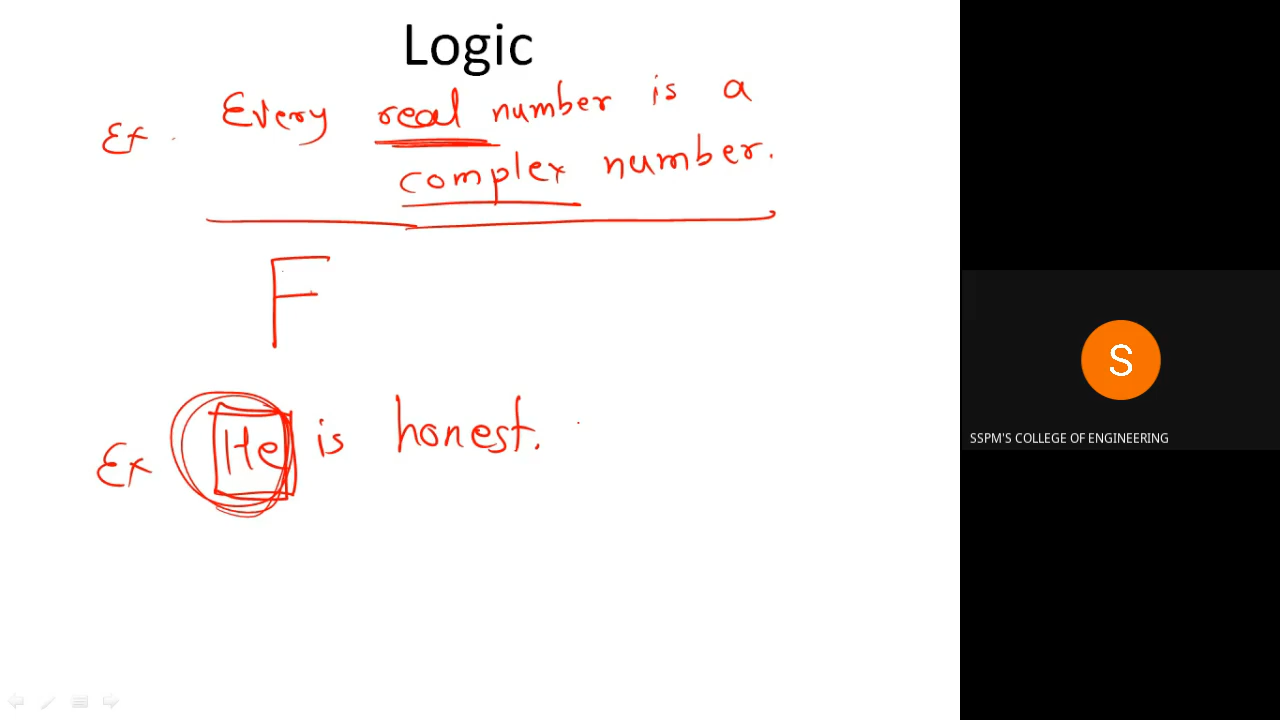 Logic
Ex. Every real number is a
complex number.
F
Ex He is honest.
S
SSPM'S COLLEGE OF ENGINEERING